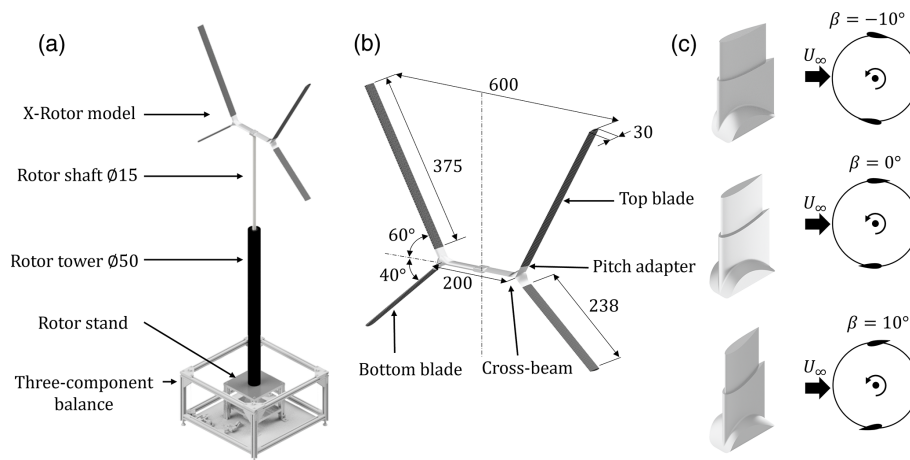 (a)
X-Rotor model
Rotor shaft Ø15
Rotor tower Ø50
Rotor stand
Three-component
balance
(b)
600
30
375
Top blade
60°
40°
200
Pitch adapter
238
Bottom blade
Cross-beam
(c)
β = −10°
U∞
β = 0°
U∞
β = 10°
U∞